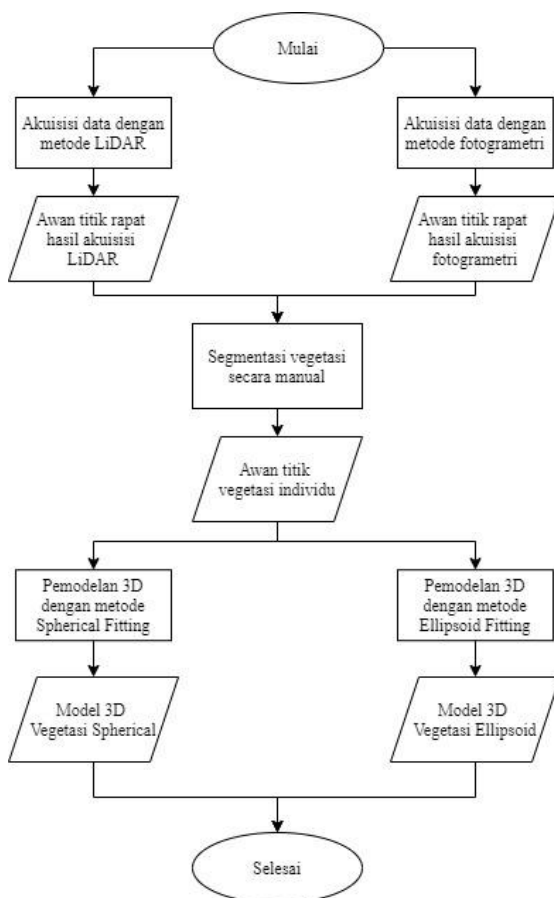 Mulai
Akuisisi data dengan
metode LiDAR
Akuisisi data dengan
metode fotogrametri
Awan titik rapat
hasil akuisisi
LiDAR
Awan titik rapat
hasil akuisisi
fotogrametri
Segmentasi vegetasi
secara manual
Awan titik
vegetasi individu
Pemodelan 3D
dengan metode
Spherical Fitting
Pemodelan 3D
dengan metode
Ellipsoid Fitting
Model 3D
Vegetasi Spherical
Model 3D
Vegetasi Ellipsoid
Selesai